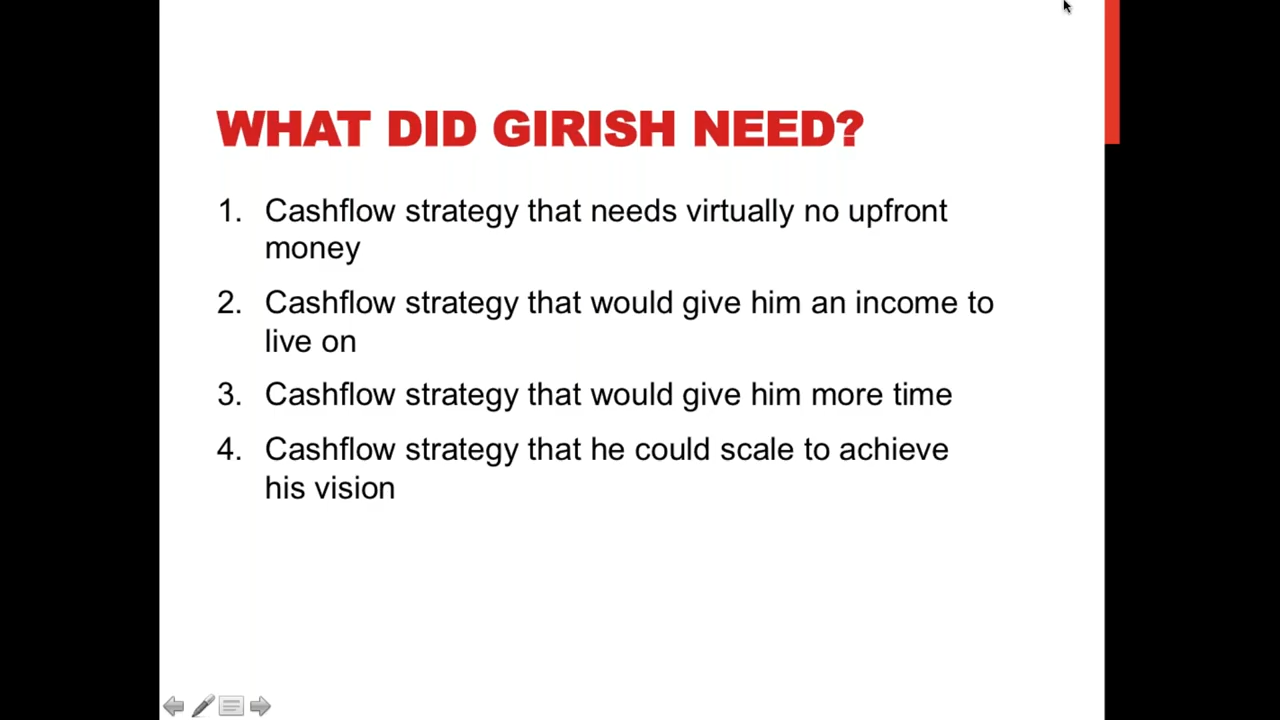 WHAT DID GIRISH NEED?
1. Cashflow strategy that needs virtually no upfront
money
2. Cashflow strategy that would give him an income to
live on
3. Cashflow strategy that would give him more time
4. Cashflow strategy that he could scale to achieve
his vision